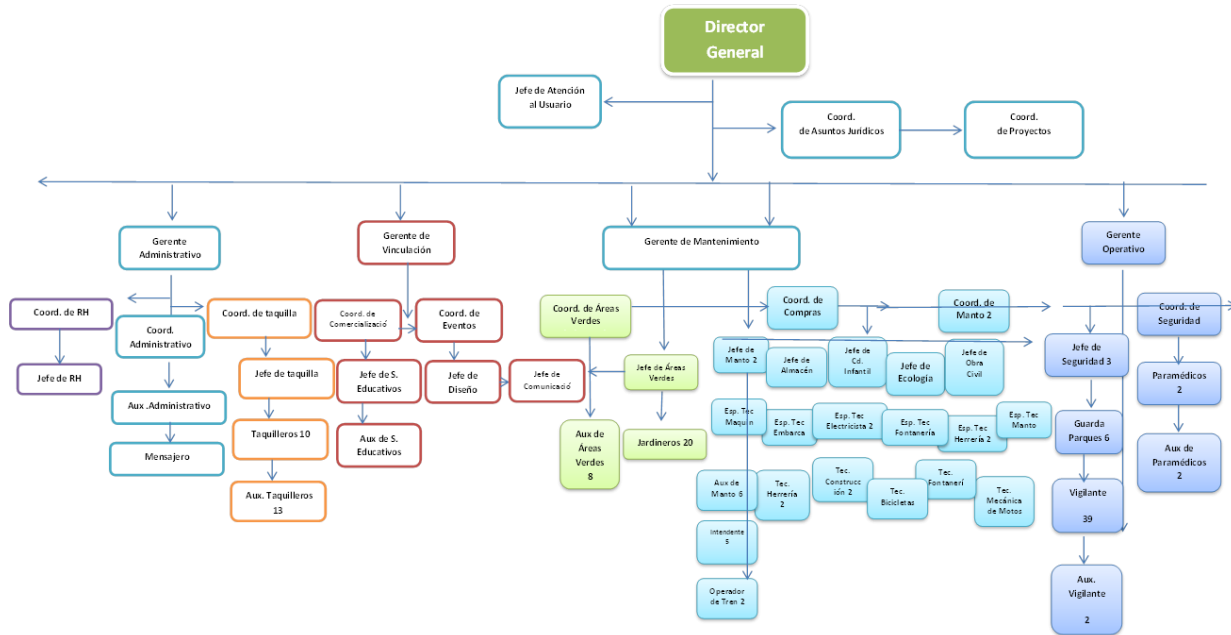 Director
General
Jefe de Atención
al Usuario
Coord.
de Asuntos Jurídicos
Coord.
de Proyectos
Gerente
Administrativo
Gerente de
Vinculación
Gerente de Mantenimiento
Gerente
Operativo
Coord. de RH
Coord.
Administrativo
Coord. de taquilla
Coord. de
Comercializació
Coord. de
Eventos
Coord. de Áreas
Verdes
Coord. de
Compras
Coord. de
Manto 2
Coord. de
Seguridad
Jefe de RH
Jefe de taquilla
Jefe de S.
Educativos
Jefe de
Diseño
Jefe de
Comunicació
Jefe de Áreas
Verdes
Jefe de
Manto 2
Jefe de
Almacén
Jefe de
Cd.
Infantil
Jefe de
Ecología
Jefe de
Obra
Civil
Jefe de
Seguridad 3
Paramédicos
2
Aux .Administrativo
Taquilleros 10
Aux de S.
Educativos
Aux de
Áreas
Verdes
8
Jardineros 20
Esp. Tec
Maquin
Esp. Tec
Embarca
Esp. Tec
Electricista 2
Esp. Tec
Fontanería
Esp. Tec
Herrería 2
Esp. Tec
Manto
Guarda
Parques 6
Aux de
Paramédicos
2
Mensajero
Aux. Taquilleros
13
Aux de
Manto 6
Tec.
Herrería
2
Tec.
Construcc
ión 2
Tec.
Bicicletas
Tec.
Fontanerí
Tec.
Mecánica
de Motos
Vigilante
39
Intendente
5
Operador
de Tren 2
Aux.
Vigilante
2